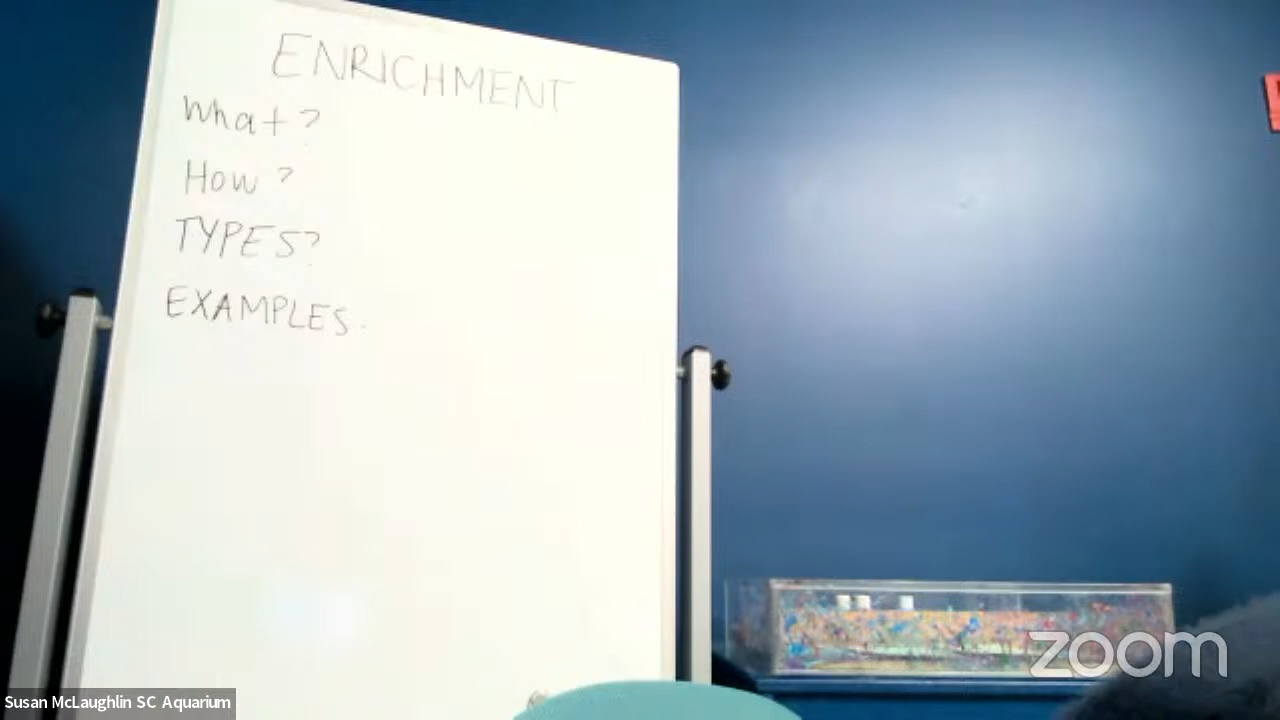 ENRICHMENT
What?
How?
TYPES?
EXAMPLES.
zoom
Susan McLaughlin SC Aquarium